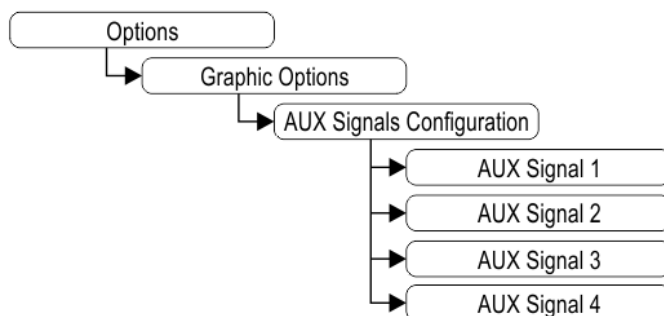 Options
Graphic Options
AUX Signals Configuration
AUX Signal 1
AUX Signal 2
AUX Signal 3
AUX Signal 4